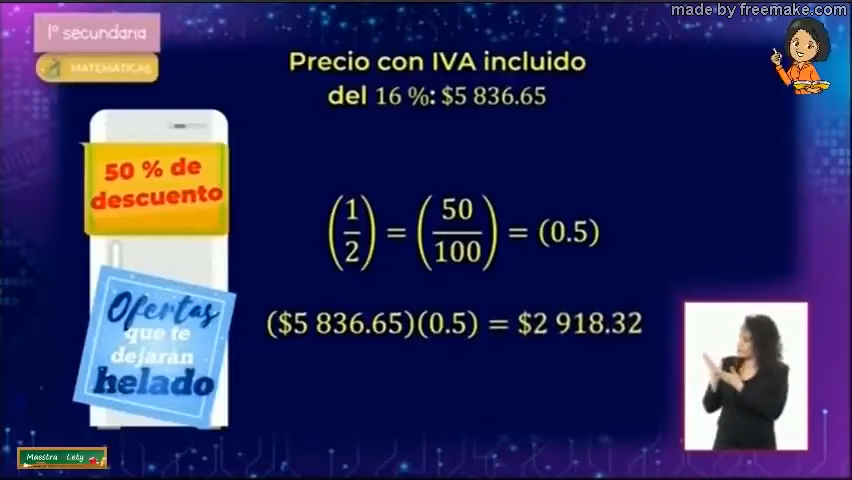 made by freemake.com
1° secundaria
MATEMÁTICAS
Precio con IVA incluido
del 16 %: $5 836.65
50 % de
descuento
(1/2) = (50/100) = (0.5)
($5 836.65)(0.5) = $2 918.32
Ofertas
que te
dejarán
helado
Maestra Lety